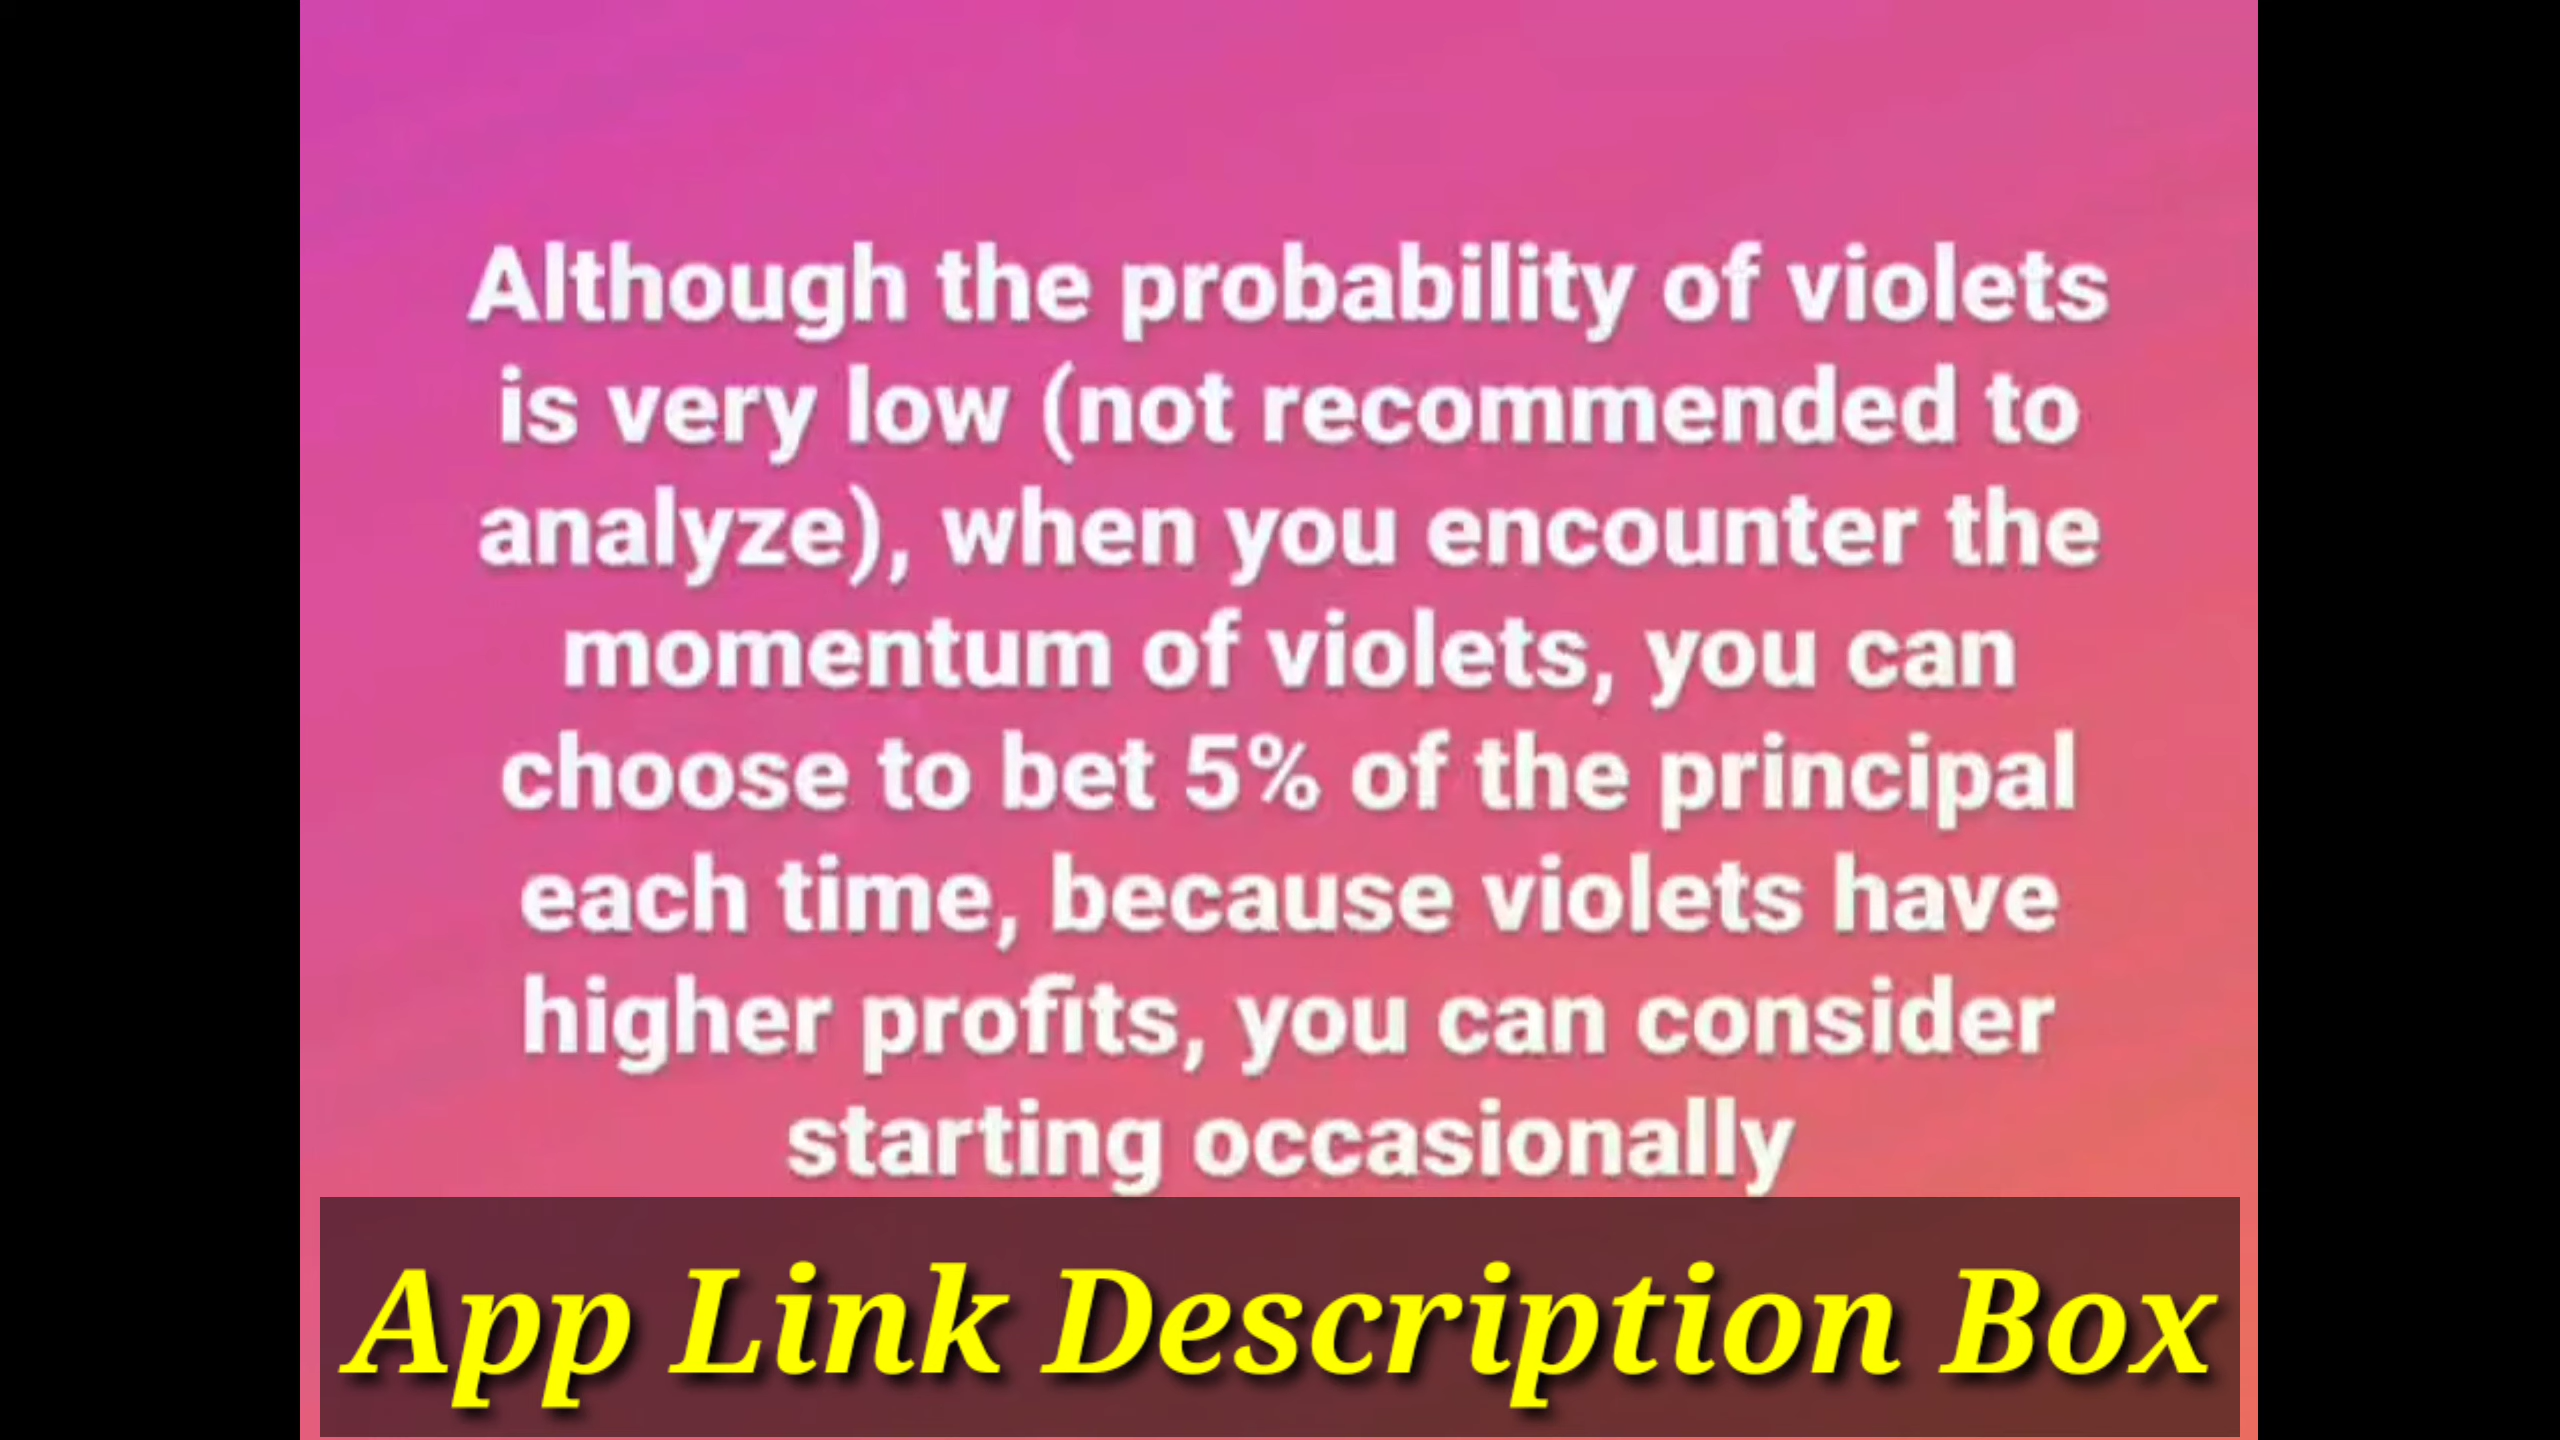 Although the probability of violets
is very low (not recommended to
analyze), when you encounter the
momentum of violets, you can
choose to bet 5% of the principal
each time, because violets have
higher profits, you can consider
starting occasionally
App Link Description Box